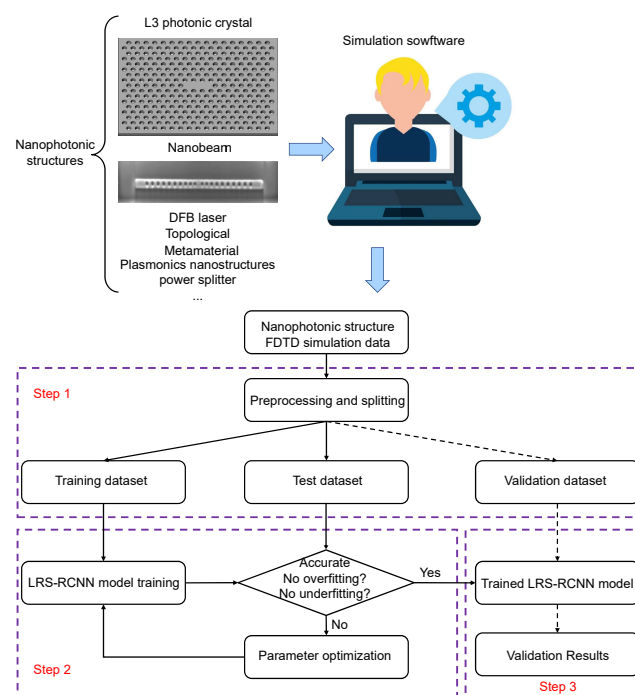 L3 photonic crystal
Simulation sowftware
Nanophotonic
structures
Nanobeam
DFB laser
Topological
Metamaterial
Plasmonics nanostructures
power splitter
...
Nanophotonic structure
FDTD simulation data
Step 1
Preprocessing and splitting
Training dataset
Test dataset
Validation dataset
LRS-RCNN model training
Accurate
No overfitting?
No underfitting?
Yes
Trained LRS-RCNN model
No
Parameter optimization
Validation Results
Step 2
Step 3